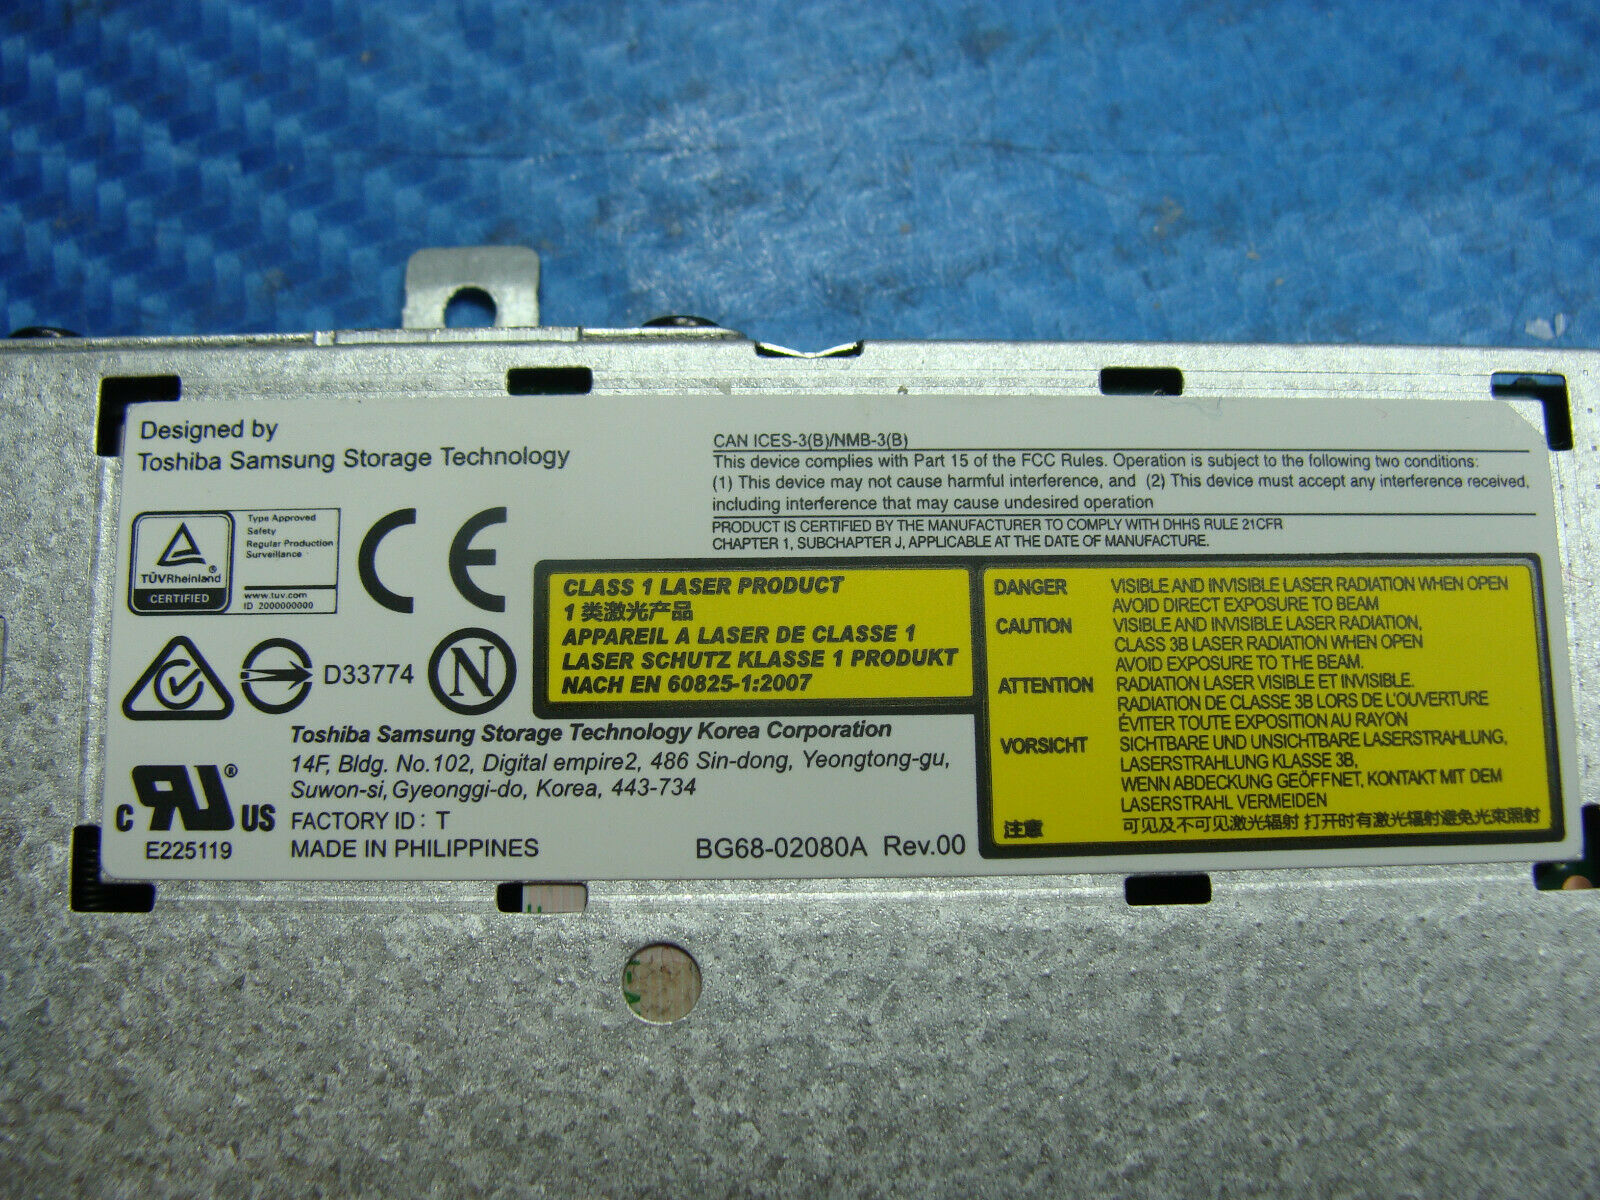 Designed by
Toshiba Samsung Storage Technology
TÜVRheinland®
CERTIFIED
Type Approved
Safety
Regular Production
Surveillance
www.tuv.com
ID 2000000000
CE
D33774
N
CAN ICES-3(B)/NMB-3(B)
This device complies with Part 15 of the FCC Rules. Operation is subject to the following two conditions:
(1) This device may not cause harmful interference, and (2) This device must accept any interference received,
including interference that may cause undesired operation
PRODUCT IS CERTIFIED BY THE MANUFACTURER TO COMPLY WITH DHHS RULE 21CFR
CHAPTER 1, SUBCHAPTER J, APPLICABLE AT THE DATE OF MANUFACTURE.
CLASS 1 LASER PRODUCT
1 类激光产品
APPAREIL A LASER DE CLASSE 1
LASER SCHUTZ KLASSE 1 PRODUKT
NACH EN 60825-1:2007
DANGER VISIBLE AND INVISIBLE LASER RADIATION WHEN OPEN
AVOID DIRECT EXPOSURE TO BEAM
CAUTION VISIBLE AND INVISIBLE LASER RADIATION,
CLASS 3B LASER RADIATION WHEN OPEN
AVOID EXPOSURE TO THE BEAM.
ATTENTION RADIATION LASER VISIBLE ET INVISIBLE.
RADIATION DE CLASSE 3B LORS DE L'OUVERTURE
ÉVITER TOUTE EXPOSITION AU RAYON
VORSICHT SICHTBARE UND UNSICHTBARE LASERSTRAHLUNG,
LASERSTRAHLUNG KLASSE 3B,
WENN ABDECKUNG GEÖFFNET, KONTAKT MIT DEM
LASERSTRAHL VERMEIDEN
注意 可见及不可见激光辐射 打开时有激光辐射避免光束照射
Toshiba Samsung Storage Technology Korea Corporation
14F, Bldg. No.102, Digital empire2, 486 Sin-dong, Yeongtong-gu,
Suwon-si, Gyeonggi-do, Korea, 443-734
C RU® US
E225119
FACTORY ID : T
MADE IN PHILIPPINES
BG68-02080A Rev.00